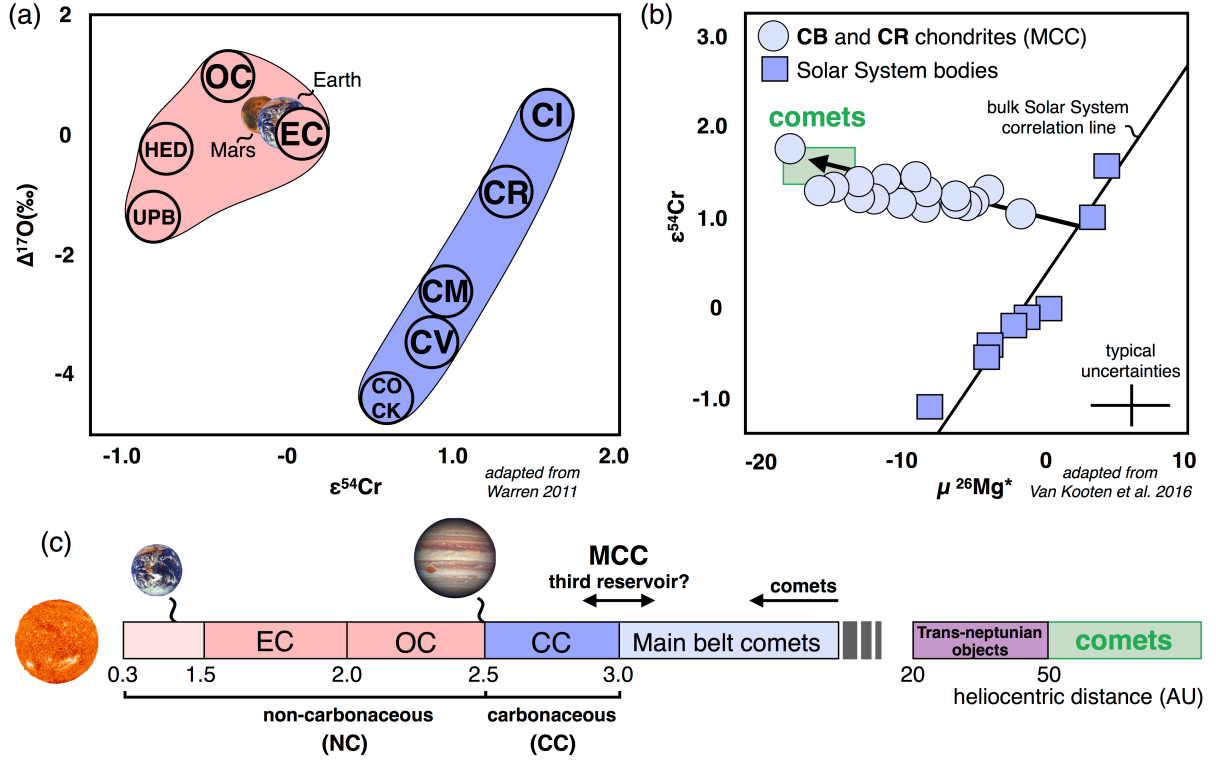 (a)
2
0
-2
-4
Δ¹⁷O(‰)
OC
Earth
EC
Mars
HED
UPB
CI
CR
CM
CV
CO
CK
-1.0
-0
1.0
2.0
ε⁵⁴Cr
adapted from
Warren 2011
(b)
3.0
2.0
1.0
0
-1.0
ε⁵⁴Cr
CB and CR chondrites (MCC)
Solar System bodies
comets
bulk Solar System
correlation line
typical
uncertainties
-20
-10
0
10
μ ²⁶Mg*
adapted from
Van Kooten et al. 2016
(c)
MCC
third reservoir?
comets
EC
OC
CC
Main belt comets
Trans-neptunian
objects
comets
0.3
1.5
2.0
2.5
3.0
20
50
heliocentric distance (AU)
non-carbonaceous
(NC)
carbonaceous
(CC)